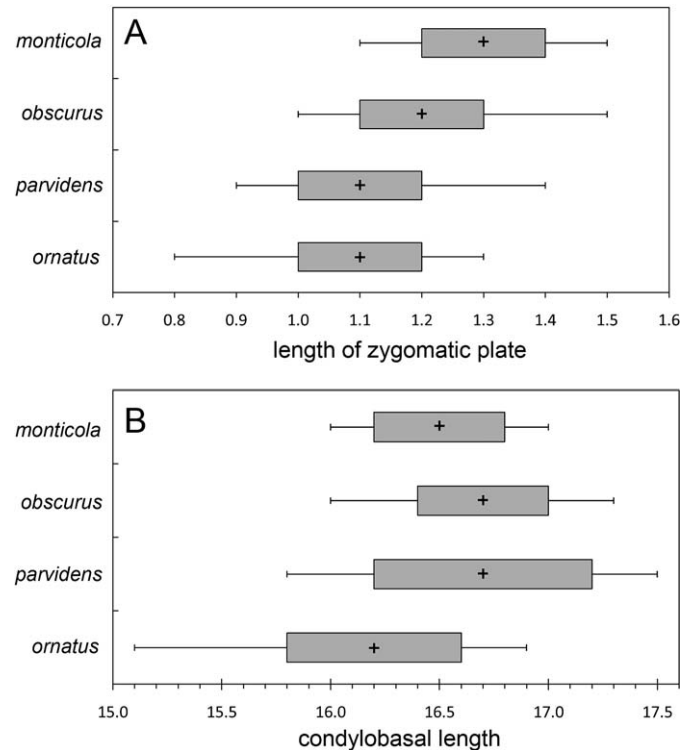 A
monticola
obscurus
parvidens
ornatus
0.7 0.8 0.9 1.0 1.1 1.2 1.3 1.4 1.5 1.6
length of zygomatic plate
B
monticola
obscurus
parvidens
ornatus
15.0 15.5 16.0 16.5 17.0 17.5
condylobasal length